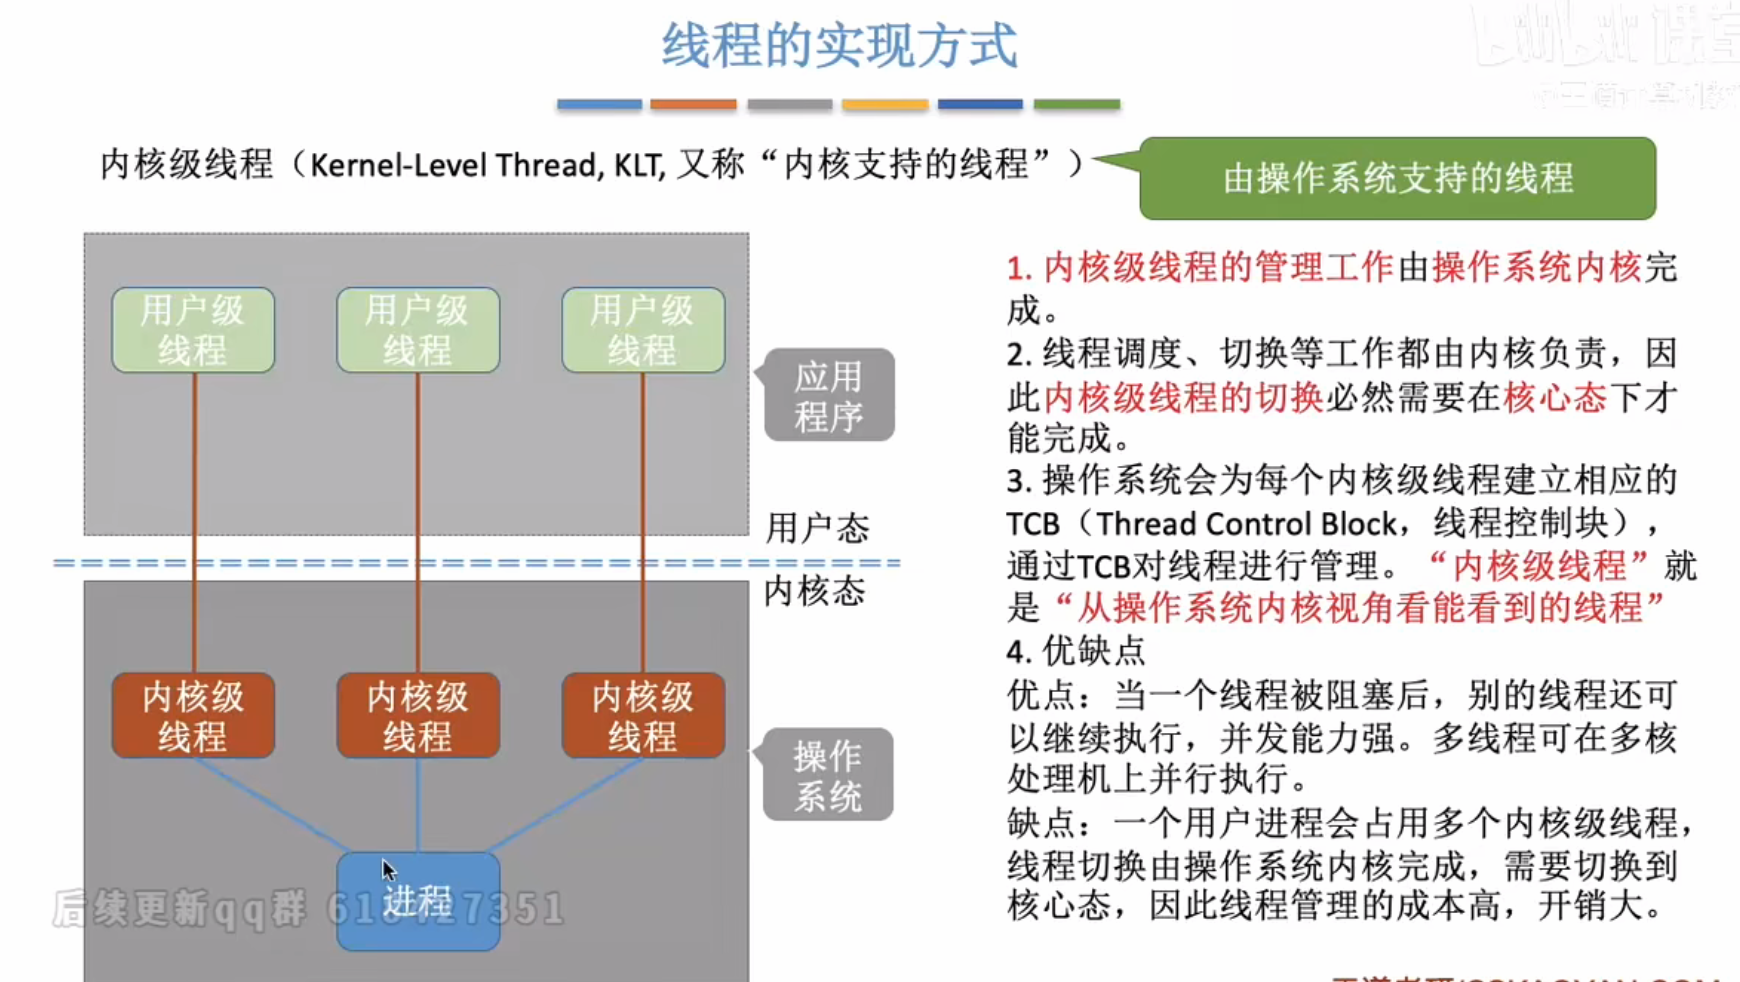 线程的实现方式
内核级线程（Kernel-Level Thread, KLT, 又称“内核支持的线程”）
由操作系统支持的线程
用户级
线程
用户级
线程
用户级
线程
应用
程序
用户态
内核态
内核级
线程
内核级
线程
内核级
线程
操作
系统
进程
后续更新qq群
1. 内核级线程的管理工作由操作系统内核完
成。
2. 线程调度、切换等工作都由内核负责，因
此内核级线程的切换必然需要在核心态下才
能完成。
3. 操作系统会为每个内核级线程建立相应的
TCB（Thread Control Block，线程控制块），
通过TCB对线程进行管理。“内核级线程”就
是“从操作系统内核视角看能看到的线程”
4. 优缺点
优点：当一个线程被阻塞后，别的线程还可
以继续执行，并发能力强。多线程可在多核
处理机上并行执行。
缺点：一个用户进程会占用多个内核级线程，
线程切换由操作系统内核完成，需要切换到
核心态，因此线程管理的成本高，开销大。